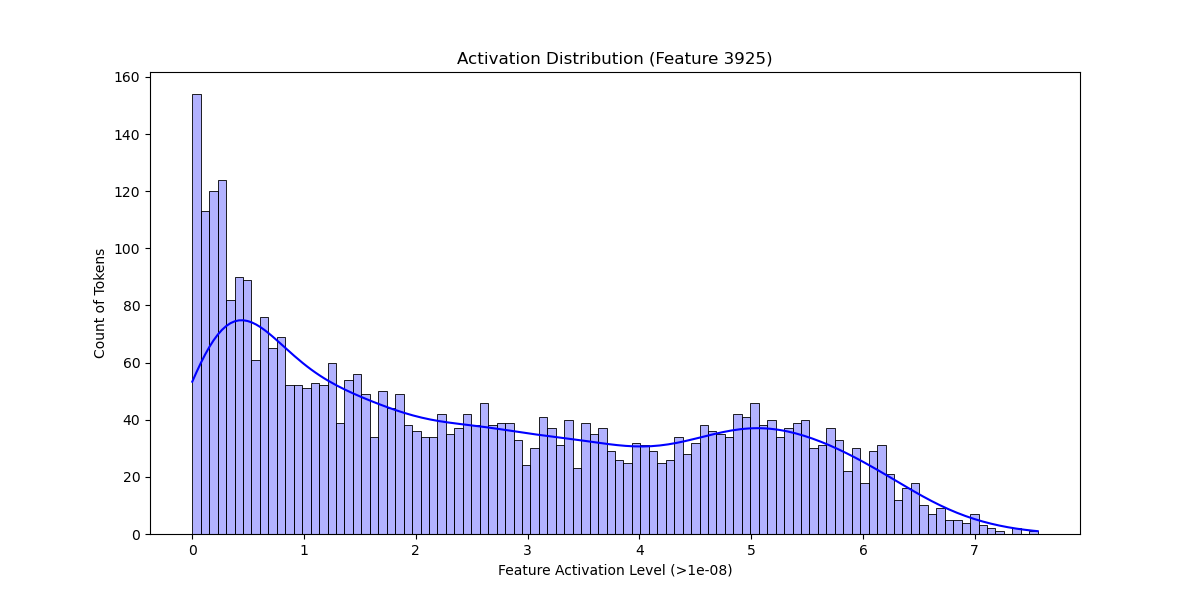 Activation Distribution (Feature 3925)
160
140
120
100
80
60
40
20
0
Count of Tokens
0 1 2 3 4 5 6 7
Feature Activation Level (>1e-08)